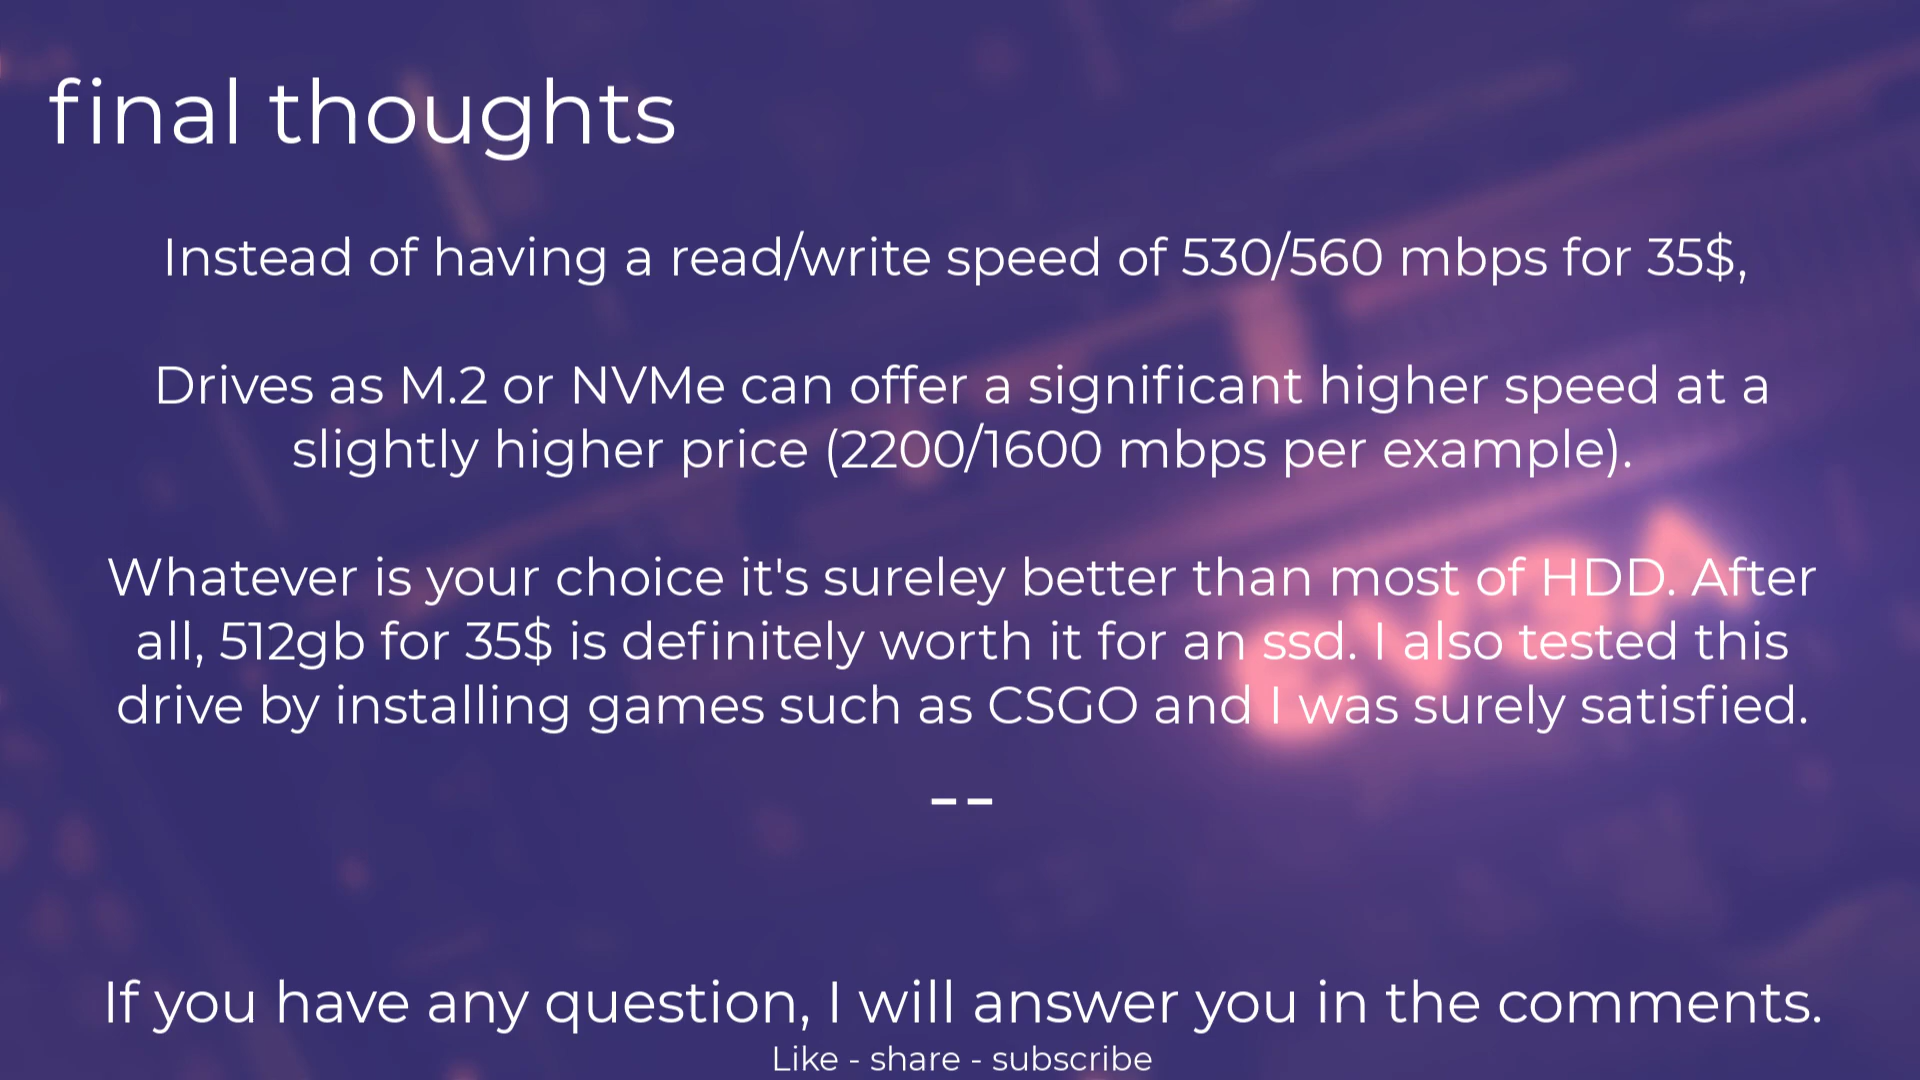 final thoughts
Instead of having a read/write speed of 530/560 mbps for 35$,
Drives as M.2 or NVMe can offer a significant higher speed at a
slightly higher price (2200/1600 mbps per example).
Whatever is your choice it's sureley better than most of HDD. After
all, 512gb for 35$ is definitely worth it for an ssd. I also tested this
drive by installing games such as CSGO and I was surely satisfied.
--
If you have any question, I will answer you in the comments.
Like - share - subscribe